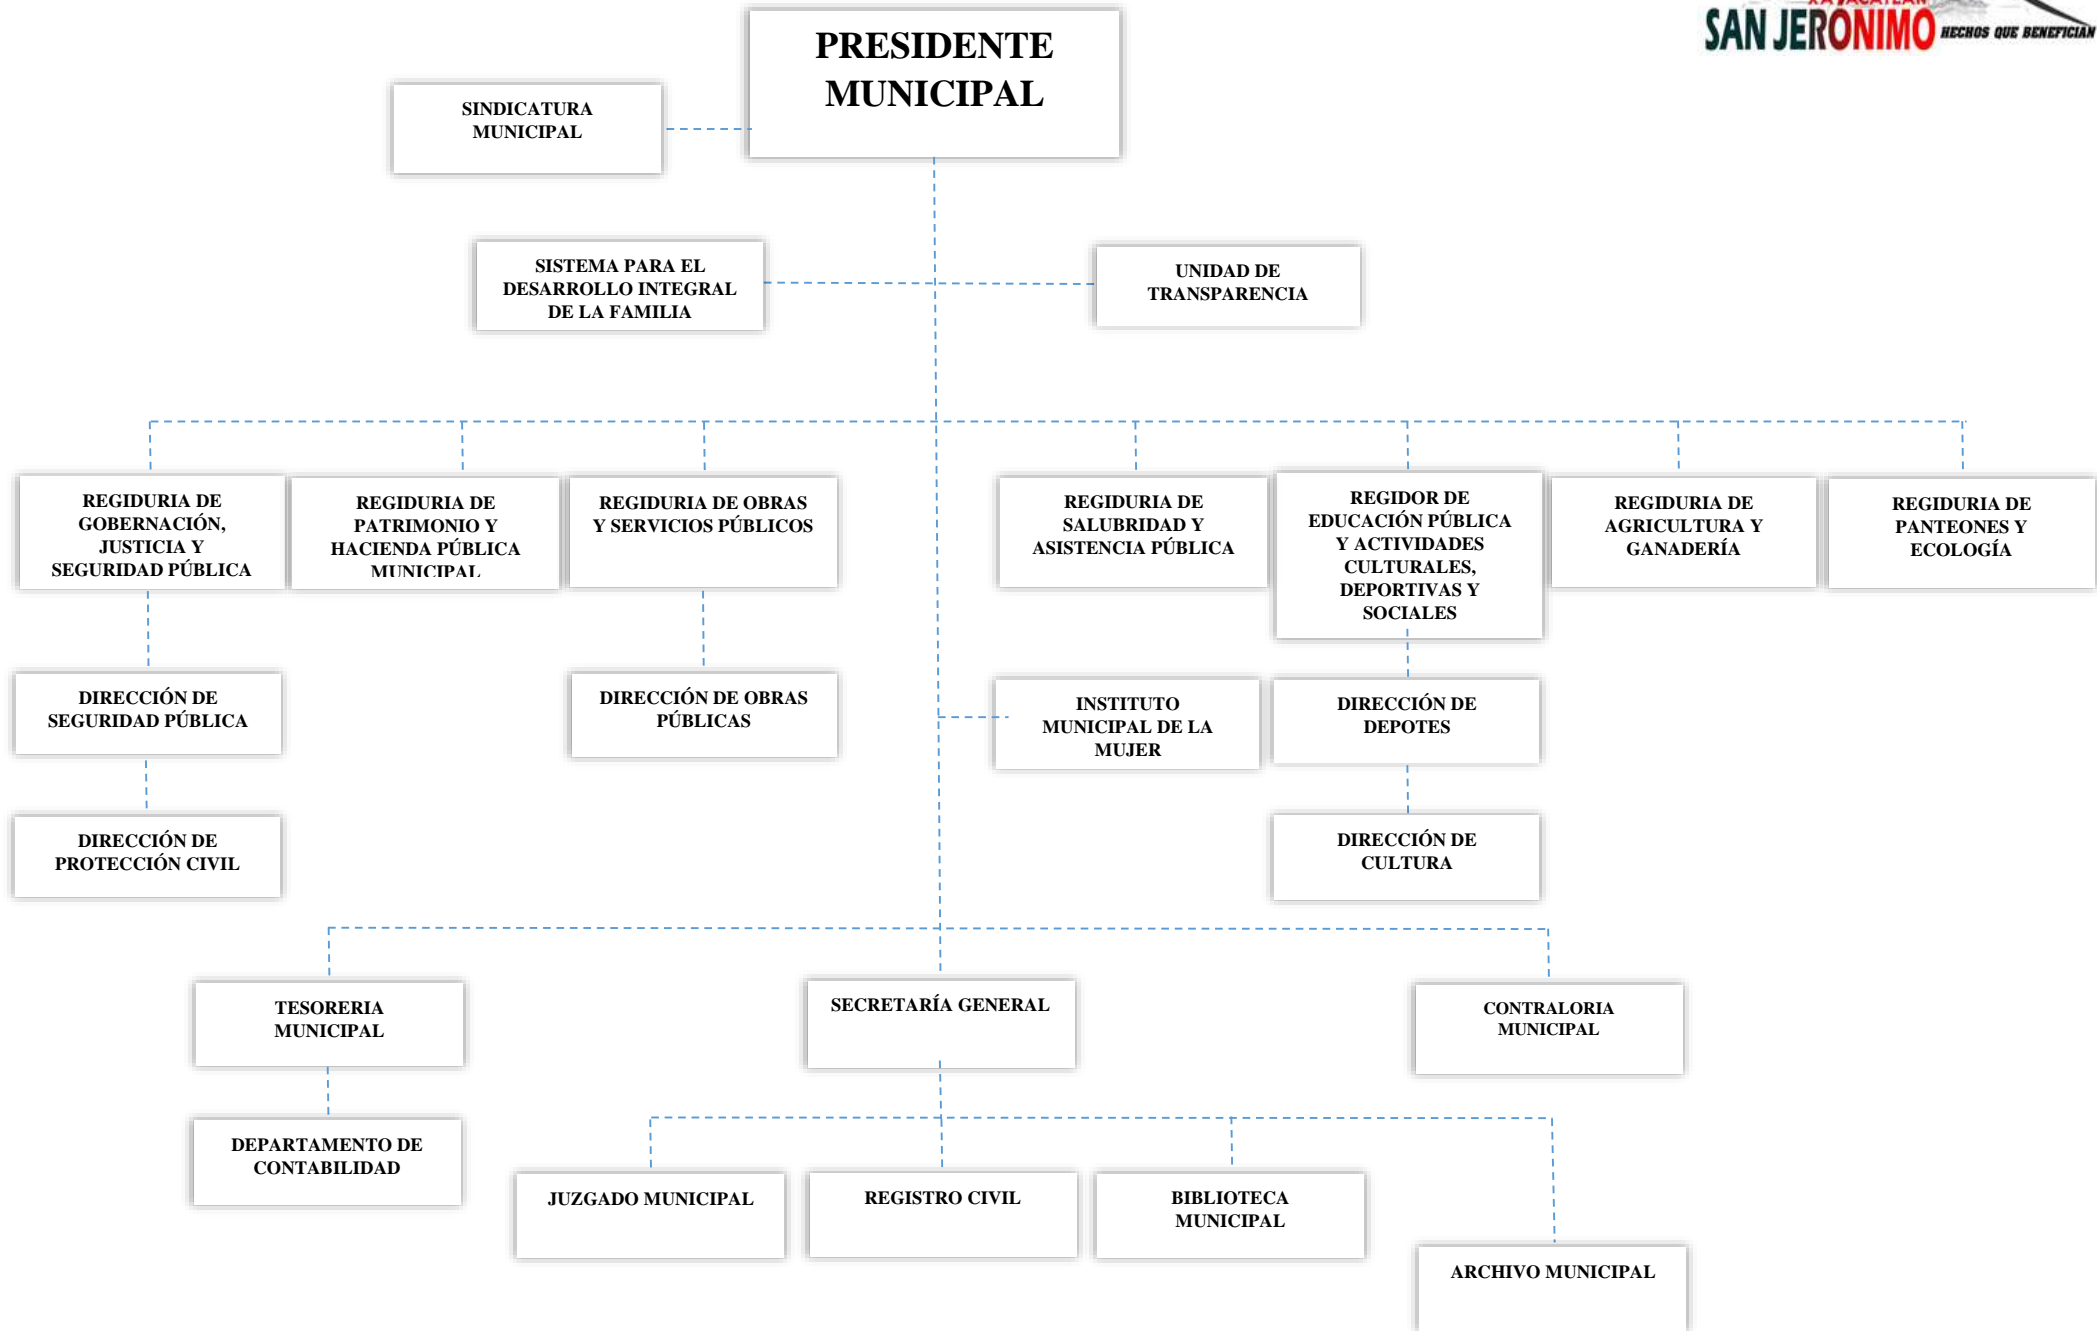 SAN JERONIMO HECHOS QUE BENEFICIAN
PRESIDENTE
MUNICIPAL
SINDICATURA
MUNICIPAL
SISTEMA PARA EL
DESARROLLO INTEGRAL
DE LA FAMILIA
UNIDAD DE
TRANSPARENCIA
REGIDURIA DE
GOBERNACIÓN,
JUSTICIA Y
SEGURIDAD PÚBLICA
REGIDURIA DE
PATRIMONIO Y
HACIENDA PÚBLICA
MUNICIPAL
REGIDURIA DE OBRAS
Y SERVICIOS PÚBLICOS
REGIDURIA DE
SALUBRIDAD Y
ASISTENCIA PÚBLICA
REGIDOR DE
EDUCACIÓN PÚBLICA
Y ACTIVIDADES
CULTURALES,
DEPORTIVAS Y
SOCIALES
REGIDURIA DE
AGRICULTURA Y
GANADERÍA
REGIDURIA DE
PANTEONES Y
ECOLOGÍA
DIRECCIÓN DE
SEGURIDAD PÚBLICA
DIRECCIÓN DE OBRAS
PÚBLICAS
INSTITUTO
MUNICIPAL DE LA
MUJER
DIRECCIÓN DE
DEPOTES
DIRECCIÓN DE
PROTECCIÓN CIVIL
DIRECCIÓN DE
CULTURA
TESORERIA
MUNICIPAL
SECRETARÍA GENERAL
CONTRALORIA
MUNICIPAL
DEPARTAMENTO DE
CONTABILIDAD
JUZGADO MUNICIPAL
REGISTRO CIVIL
BIBLIOTECA
MUNICIPAL
ARCHIVO MUNICIPAL